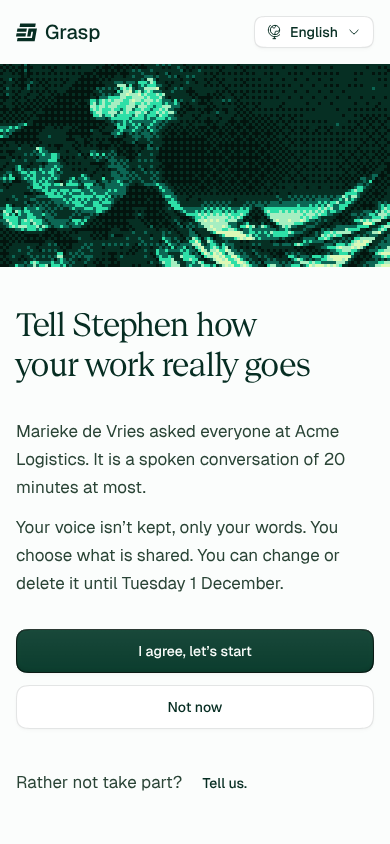 Grasp
English
Tell Stephen how
your work really goes
Marieke de Vries asked everyone at Acme
Logistics. It is a spoken conversation of 20
minutes at most.
Your voice isn’t kept, only your words. You
choose what is shared. You can change or
delete it until Tuesday 1 December.
I agree, let’s start
Not now
Rather not take part? Tell us.